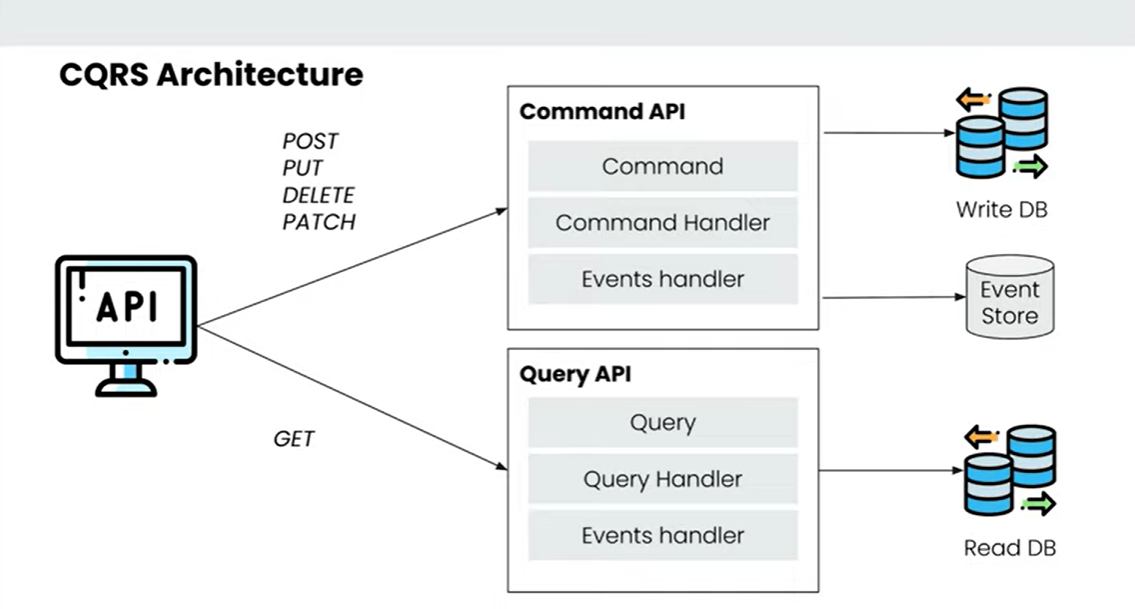 CQRS Architecture
POST
PUT
DELETE
PATCH
API
GET
Command API
Command
Command Handler
Events handler
Query API
Query
Query Handler
Events handler
Write DB
Event
Store
Read DB